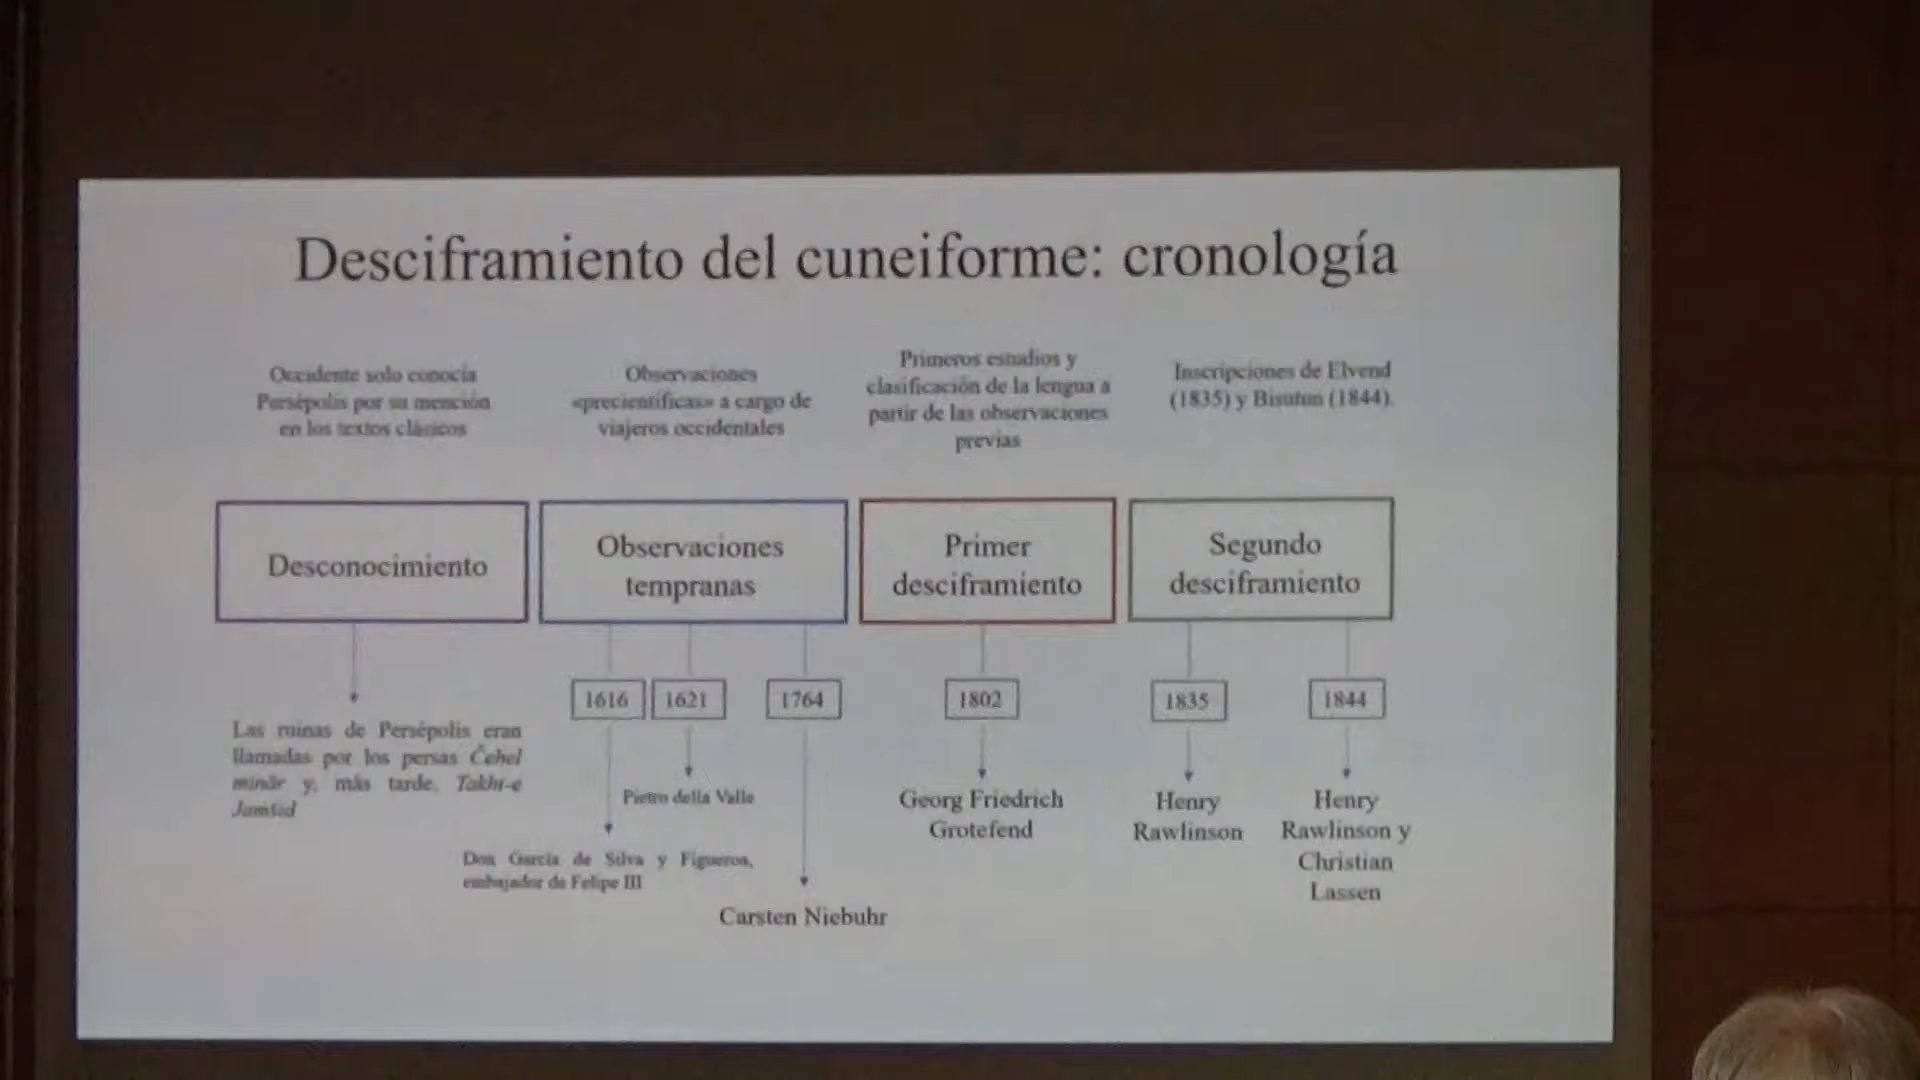 Desciframiento del cuneiforme: cronología
Occidente solo conocía
Persépolis por su mención
en los textos clásicos
Observaciones
«precientíficas» a cargo de
viajeros occidentales
Primeros estudios y
clasificación de la lengua a
partir de las observaciones
previas
Inscripciones de Elvend
(1835) y Bisutun (1844).
Desconocimiento
Observaciones
tempranas
Primer
desciframiento
Segundo
desciframiento
1616
1621
1764
1802
1835
1844
Las ruinas de Persépolis eran
llamadas por los persas Čehel
minār y, más tarde, Takht-e
Jamšid
Pietro della Valle
Don García de Silva y Figueroa,
embajador de Felipe III
Carsten Niebuhr
Georg Friedrich
Grotefend
Henry
Rawlinson
Henry
Rawlinson y
Christian
Lassen